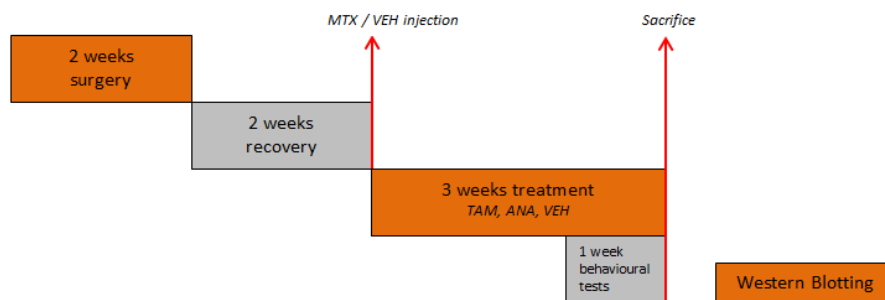 MTX / VEH injection
Sacrifice
2 weeks
surgery
2 weeks
recovery
3 weeks treatment
TAM, ANA, VEH
1 week
behavioural
tests
Western Blotting